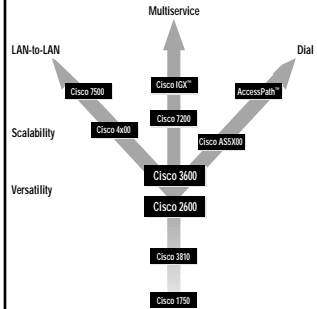 Multiservice
LAN-to-LAN
Dial
Cisco IGX™
Cisco 7500
AccessPath™
Cisco 7200
Cisco 4x00
Scalability
Cisco AS5X00
Cisco 3600
Versatility
Cisco 2600
Cisco 3810
Cisco 1750